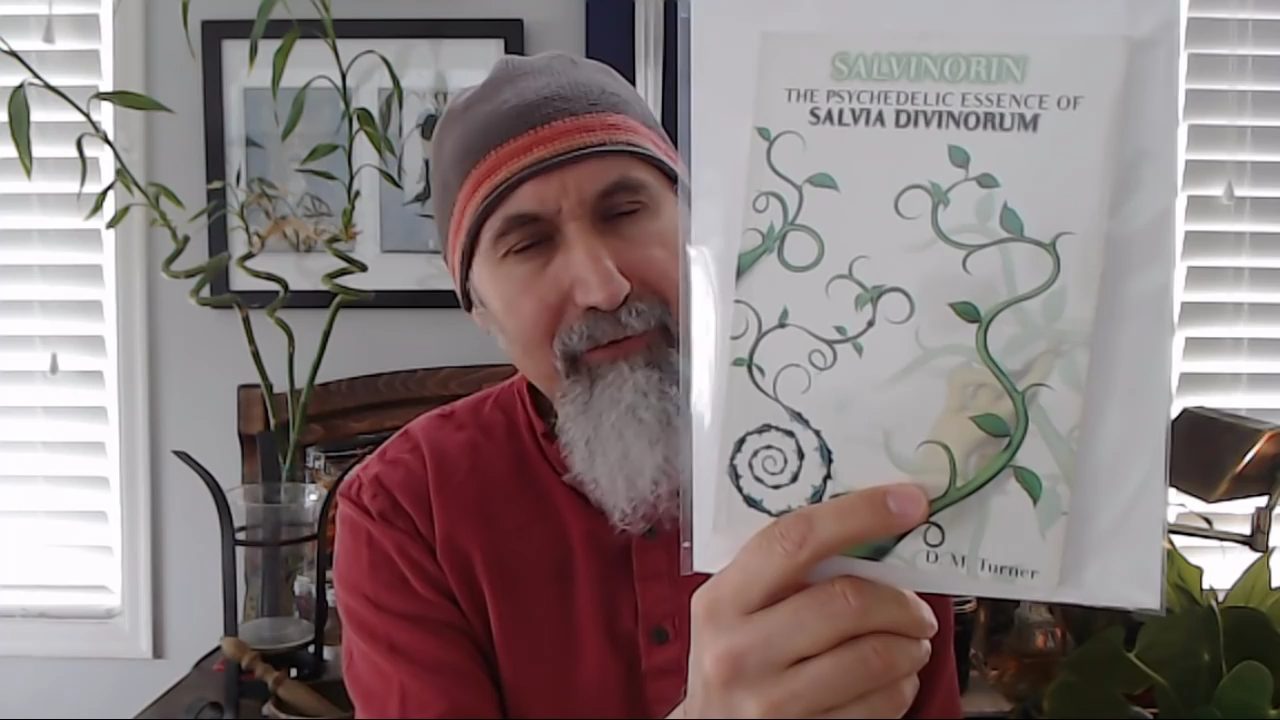 SALVINORIN
THE PSYCHEDELIC ESSENCE OF
SALVIA DIVINORUM
D. M. Turner